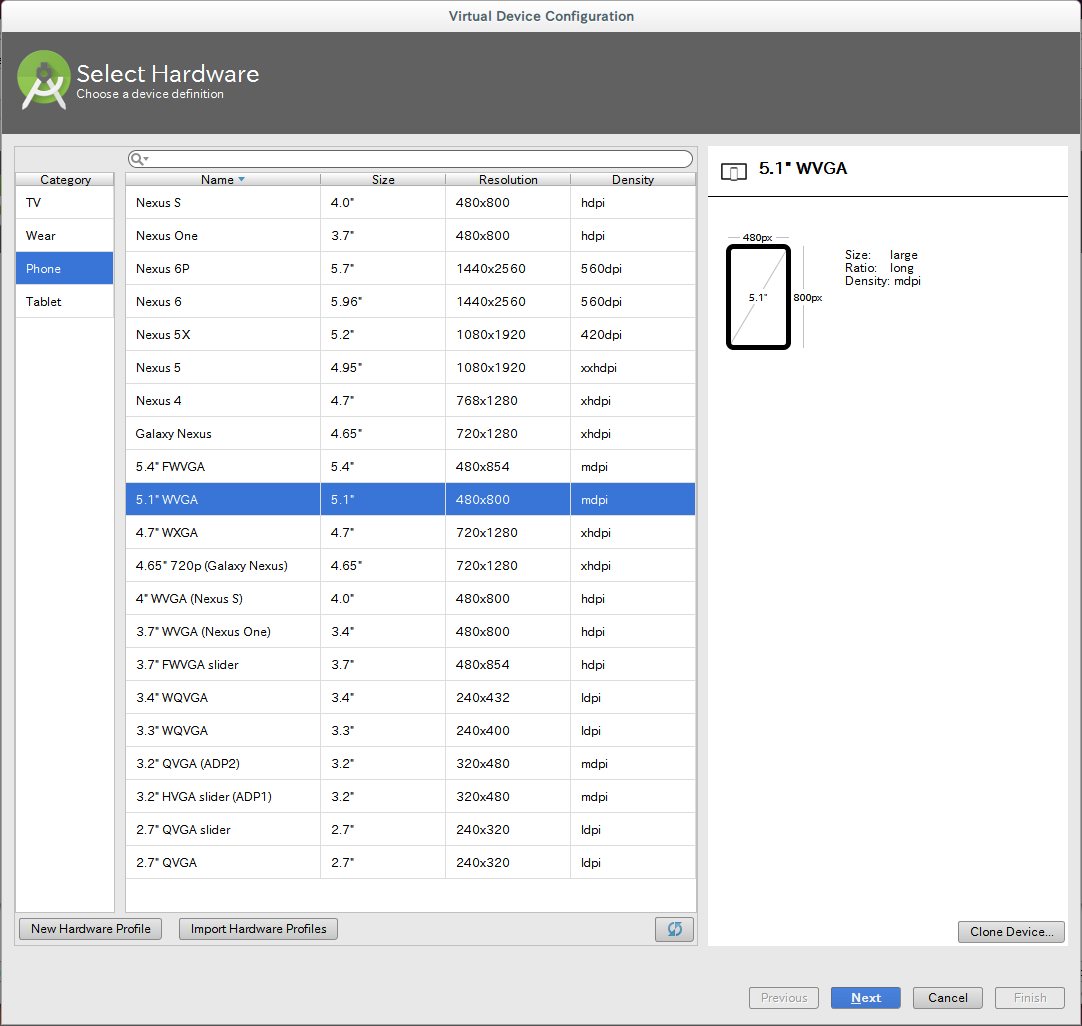 Virtual Device Configuration
Select Hardware
Choose a device definition
Category
TV
Wear
Phone
Tablet
Name Size Resolution Density
Nexus S 4.0" 480x800 hdpi
Nexus One 3.7" 480x800 hdpi
Nexus 6P 5.7" 1440x2560 560dpi
Nexus 6 5.96" 1440x2560 560dpi
Nexus 5X 5.2" 1080x1920 420dpi
Nexus 5 4.95" 1080x1920 xxhdpi
Nexus 4 4.7" 768x1280 xhdpi
Galaxy Nexus 4.65" 720x1280 xhdpi
5.4" FWVGA 5.4" 480x854 mdpi
5.1" WVGA 5.1" 480x800 mdpi
4.7" WXGA 4.7" 720x1280 xhdpi
4.65" 720p (Galaxy Nexus) 4.65" 720x1280 xhdpi
4" WVGA (Nexus S) 4.0" 480x800 hdpi
3.7" WVGA (Nexus One) 3.4" 480x800 hdpi
3.7" FWVGA slider 3.7" 480x854 hdpi
3.4" WQVGA 3.4" 240x432 ldpi
3.3" WQVGA 3.3" 240x400 ldpi
3.2" QVGA (ADP2) 3.2" 320x480 mdpi
3.2" HVGA slider (ADP1) 3.2" 320x480 mdpi
2.7" QVGA slider 2.7" 240x320 ldpi
2.7" QVGA 2.7" 240x320 ldpi
New Hardware Profile Import Hardware Profiles
5.1" WVGA
480px
5.1"
800px
Size: large
Ratio: long
Density: mdpi
Clone Device...
Previous Next Cancel Finish